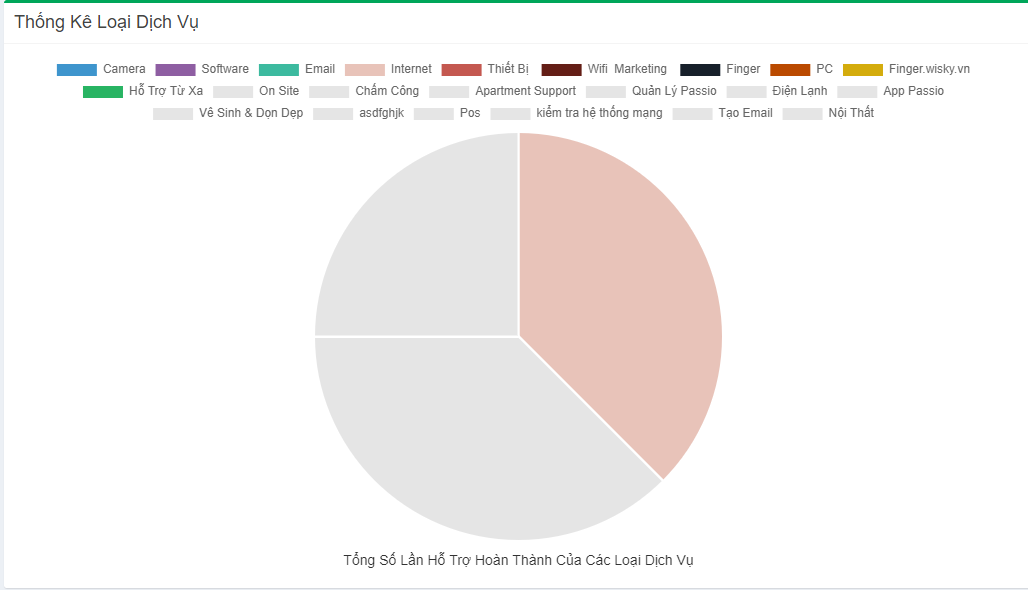 Thống Kê Loại Dịch Vụ
Camera Software Email Internet Thiết Bị Wifi Marketing Finger PC Finger.wisky.vn
Hỗ Trợ Từ Xa On Site Chấm Công Apartment Support Quản Lý Passio Điện Lạnh App Passio
Vệ Sinh & Dọn Dẹp asdfghjk Pos kiểm tra hệ thống mạng Tạo Email Nội Thất
Tổng Số Lần Hỗ Trợ Hoàn Thành Của Các Loại Dịch Vụ